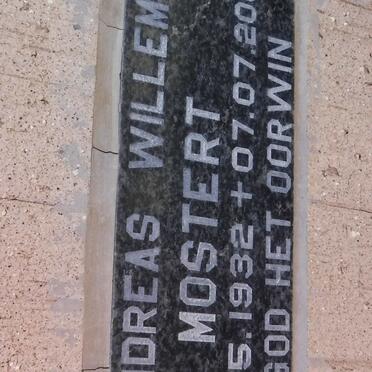 DREAS WILLEM
MOSTERT
5.1932 + 07.07.20
GOD HET OORWIN